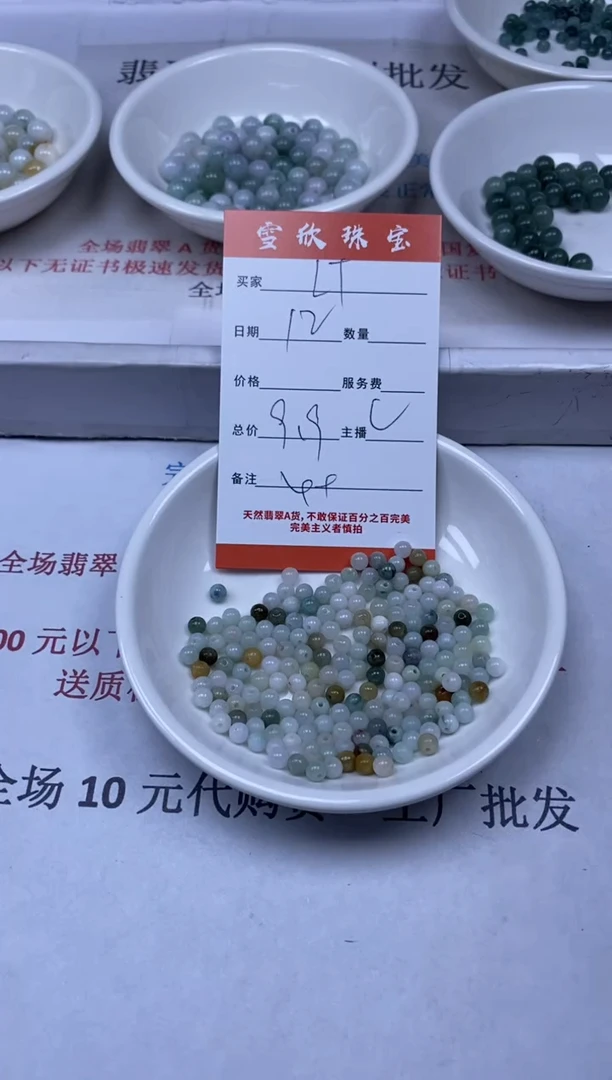 翡 批发
全场翡翠 A 货
以下无证书极速发货 证书
雪欣珠宝
买家 LT
日期 12 数量
价格 服务费
总价 99 主播
备注
天然翡翠A货，不敢保证百分之百完美
完美主义者慎拍
全场翡翠
00 元以下
送质
全场 10 元代购费 工厂批发